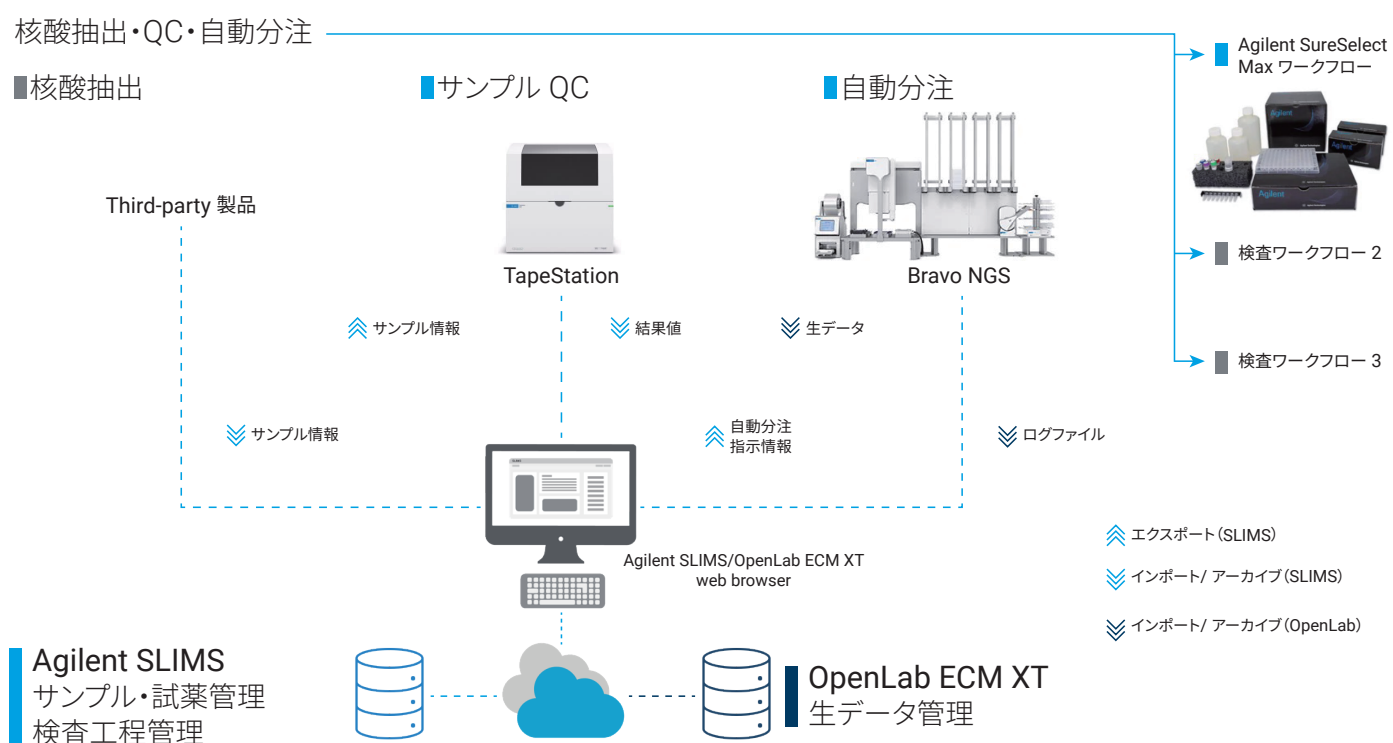 核酸抽出・QC・自動分注
Agilent SureSelect
Max ワークフロー
核酸抽出
サンプル QC
自動分注
Agilent
Agilent
Agilent
Third-party 製品
TapeStation
Bravo NGS
検査ワークフロー 2
サンプル情報
結果値
生データ
検査ワークフロー 3
サンプル情報
自動分注
指示情報
ログファイル
SLIMS
エクスポート(SLIMS)
Agilent SLIMS/OpenLab ECM XT
web browser
インポート/ アーカイブ(SLIMS)
インポート/ アーカイブ(OpenLab)
Agilent SLIMS
サンプル・試薬管理
検査工程管理
OpenLab ECM XT
生データ管理